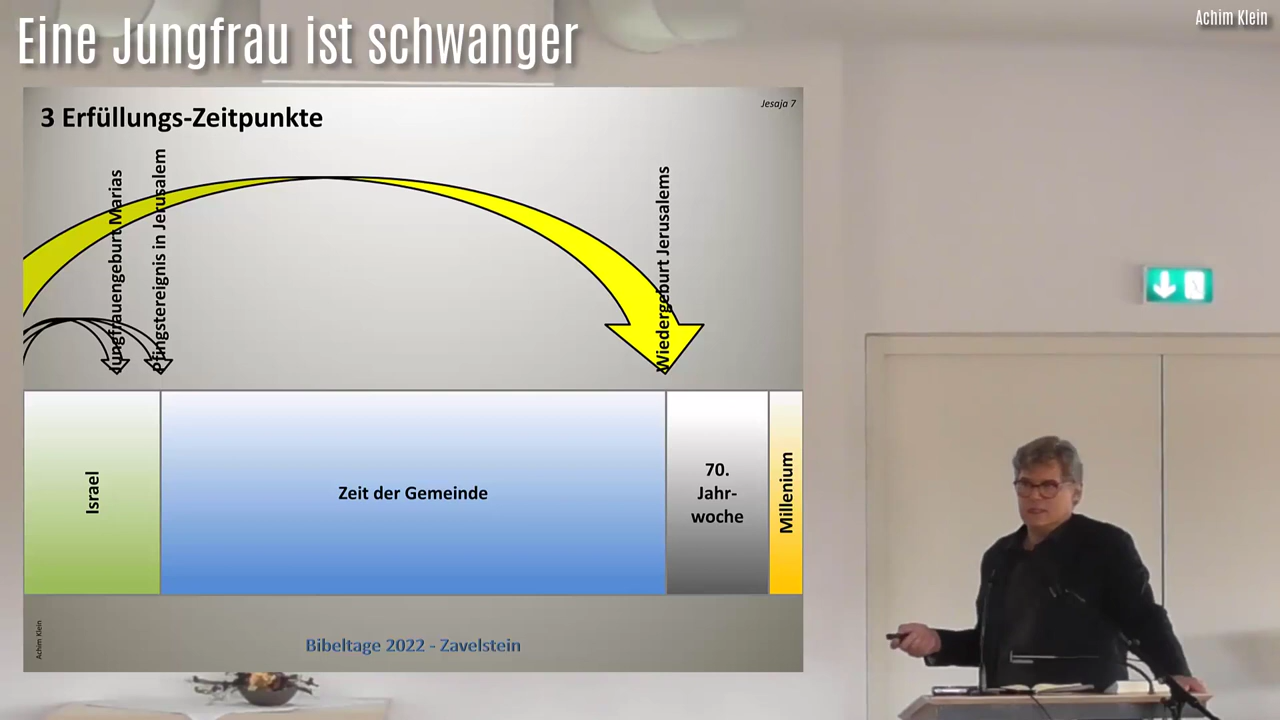 Eine Jungfrau ist schwanger
Achim Klein
3 Erfüllungs-Zeitpunkte
Jesaja 7
Jungfrauengeburt Marias
Pfingstereignis in Jerusalem
Wiedergeburt Jerusalems
Israel
Zeit der Gemeinde
70.
Jahr-
woche
Millenium
Achim Klein
Bibeltage 2022 - Zavelstein